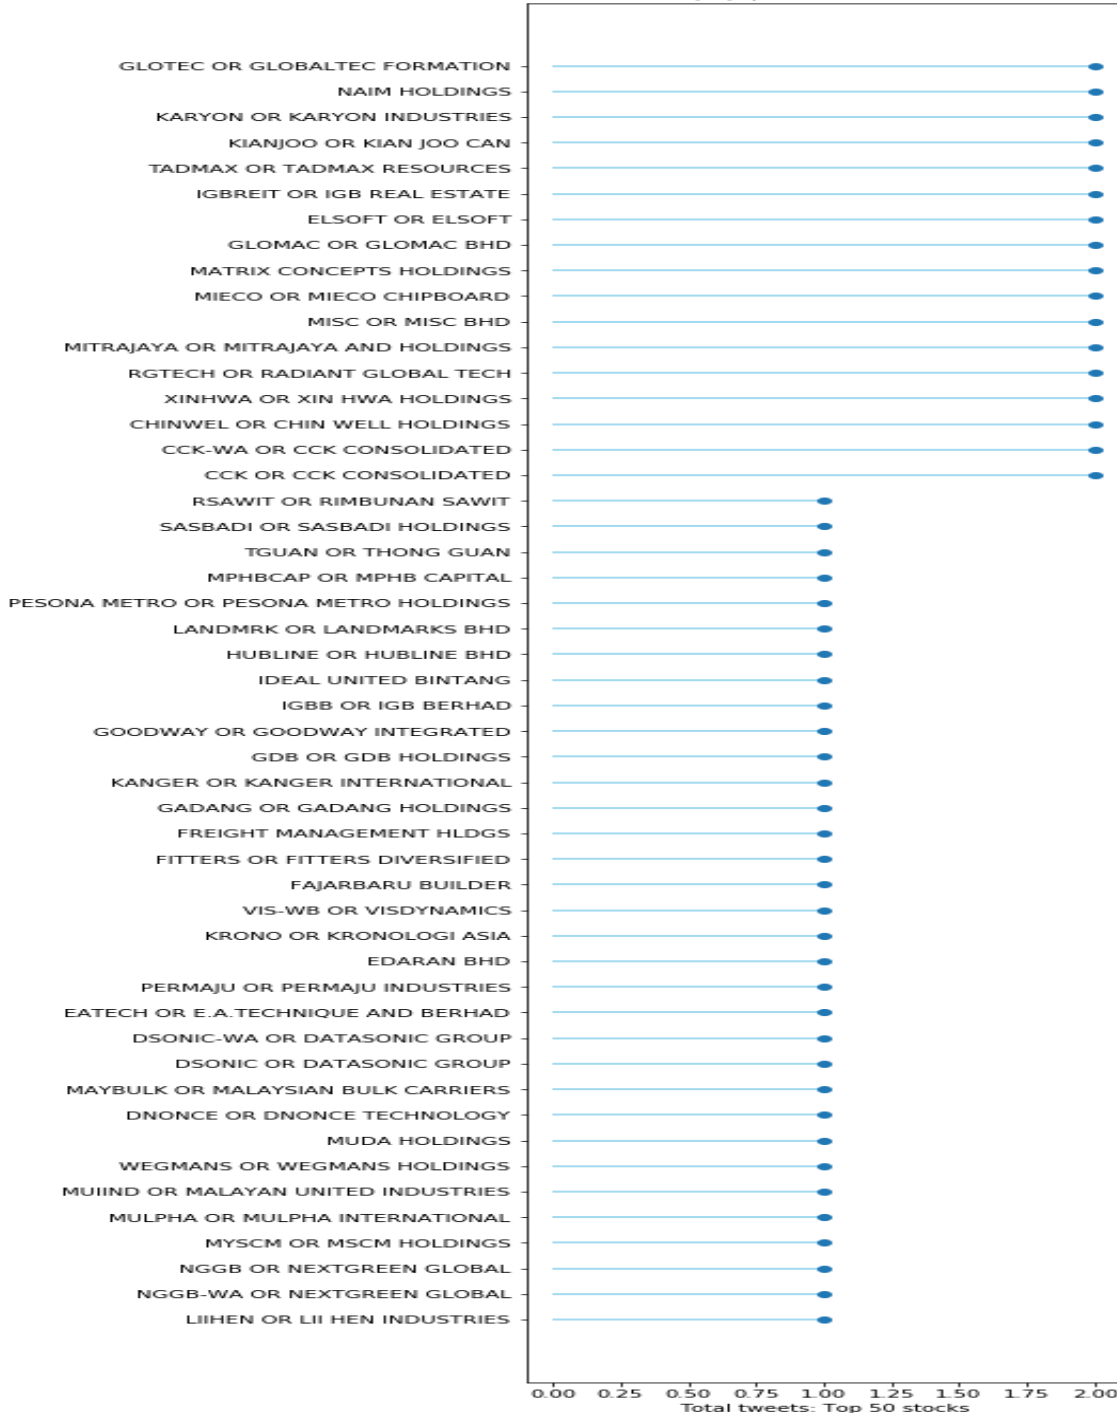 GLOTEC OR GLOBALTEC FORMATION
NAIM HOLDINGS
KARYON OR KARYON INDUSTRIES
KIANJOO OR KIAN JOO CAN
TADMAX OR TADMAX RESOURCES
IGBREIT OR IGB REAL ESTATE
ELSOFT OR ELSOFT
GLOMAC OR GLOMAC BHD
MATRIX CONCEPTS HOLDINGS
MIECO OR MIECO CHIPBOARD
MISC OR MISC BHD
MITRAJAYA OR MITRAJAYA AND HOLDINGS
RGTECH OR RADIANT GLOBAL TECH
XINHWA OR XIN HWA HOLDINGS
CHINWEL OR CHIN WELL HOLDINGS
CCK-WA OR CCK CONSOLIDATED
CCK OR CCK CONSOLIDATED
RSAWIT OR RIMBUNAN SAWIT
SASBADI OR SASBADI HOLDINGS
TGUAN OR THONG GUAN
MPHBCAP OR MPHB CAPITAL
PESONA METRO OR PESONA METRO HOLDINGS
LANDMRK OR LANDMARKS BHD
HUBLINE OR HUBLINE BHD
IDEAL UNITED BINTANG
IGBB OR IGB BERHAD
GOODWAY OR GOODWAY INTEGRATED
GDB OR GDB HOLDINGS
KANGER OR KANGER INTERNATIONAL
GADANG OR GADANG HOLDINGS
FREIGHT MANAGEMENT HLDGS
FITTERS OR FITTERS DIVERSIFIED
FAJARBARU BUILDER
VIS-WB OR VISDYNAMICS
KRONO OR KRONOLOGI ASIA
EDARAN BHD
PERMAJU OR PERMAJU INDUSTRIES
EATECH OR E.A.TECHNIQUE AND BERHAD
DSONIC-WA OR DATASONIC GROUP
DSONIC OR DATASONIC GROUP
MAYBULK OR MALAYSIAN BULK CARRIERS
DNONCE OR DNONCE TECHNOLOGY
MUDA HOLDINGS
WEGMANS OR WEGMANS HOLDINGS
MUIIND OR MALAYAN UNITED INDUSTRIES
MULPHA OR MULPHA INTERNATIONAL
MYSCM OR MSCM HOLDINGS
NGGB OR NEXTGREEN GLOBAL
NGGB-WA OR NEXTGREEN GLOBAL
LIIHEN OR LII HEN INDUSTRIES
0.00 0.25 0.50 0.75 1.00 1.25 1.50 1.75 2.00
Total tweets: Top 50 stocks